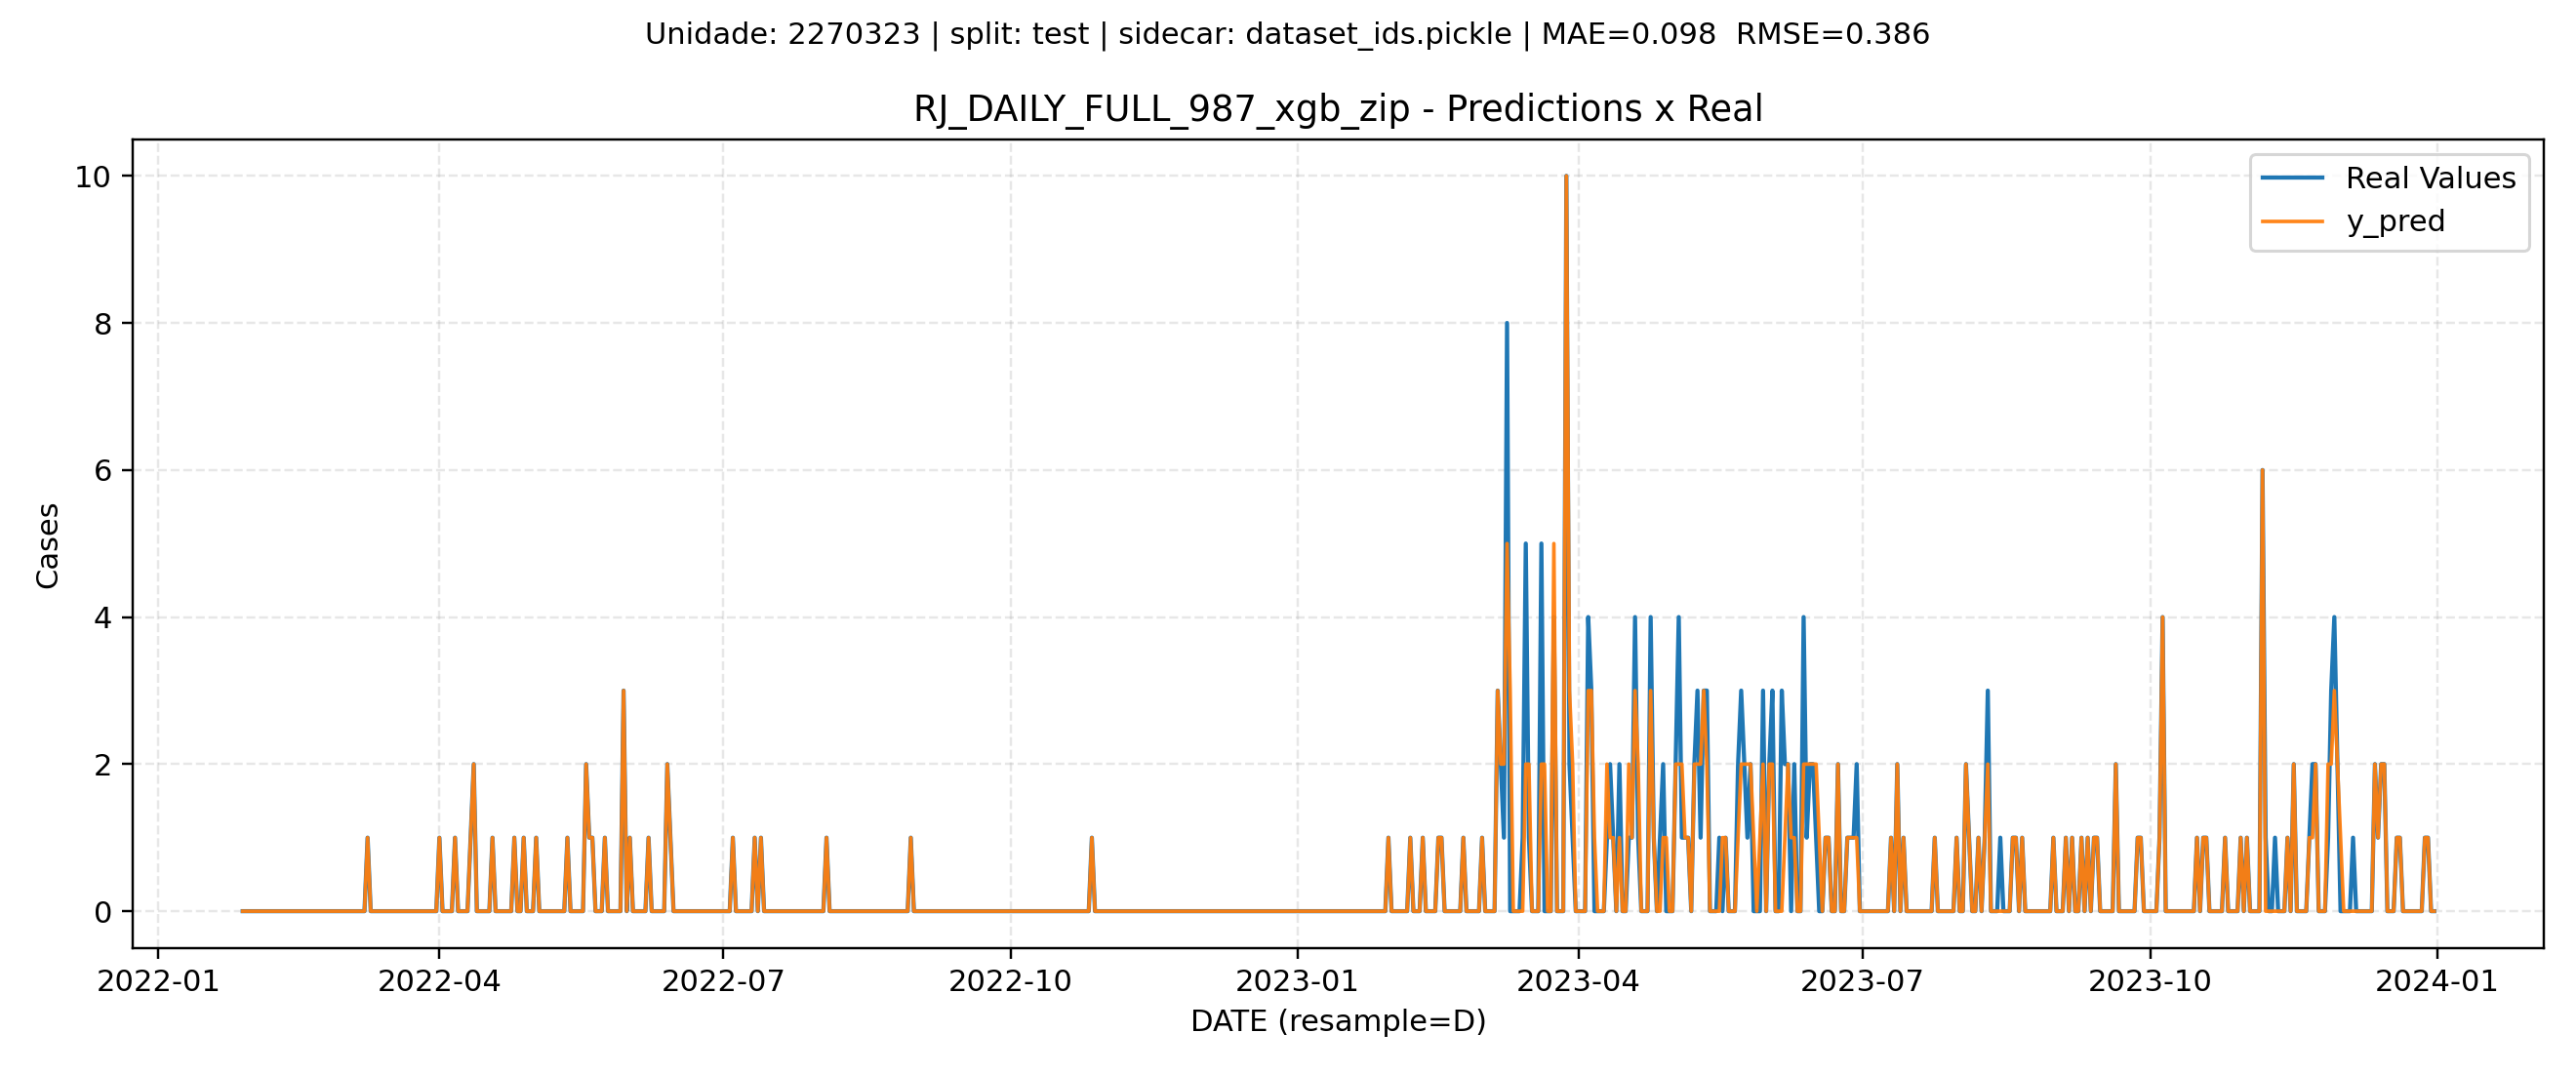 Unidade: 2270323 | split: test | sidecar: dataset_ids.pickle | MAE=0.098  RMSE=0.386
RJ_DAILY_FULL_987_xgb_zip - Predictions x Real
Real Values
y_pred
10
8
6
4
2
0
Cases
2022-01
2022-04
2022-07
2022-10
2023-01
2023-04
2023-07
2023-10
2024-01
DATE (resample=D)